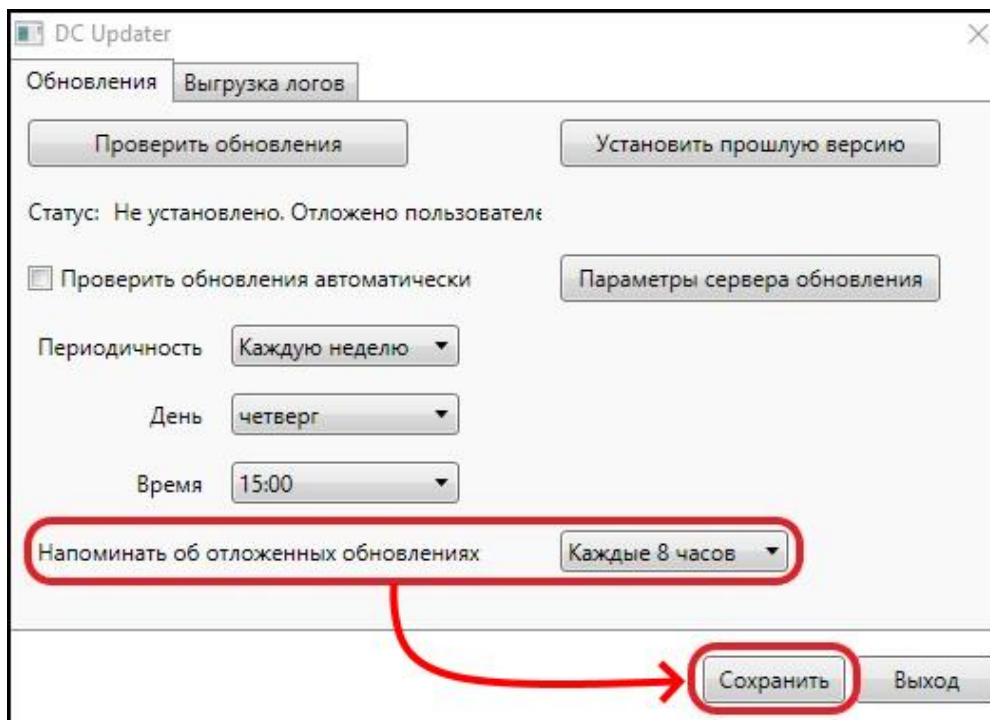 DC Updater
Обновления Выгрузка логов
Проверить обновления Установить прошлую версию
Статус: Не установлено. Отложено пользователе
Проверить обновления автоматически Параметры сервера обновления
Периодичность Каждую неделю
День четверг
Время 15:00
Напоминать об отложенных обновлениях Каждые 8 часов
Сохранить Выход